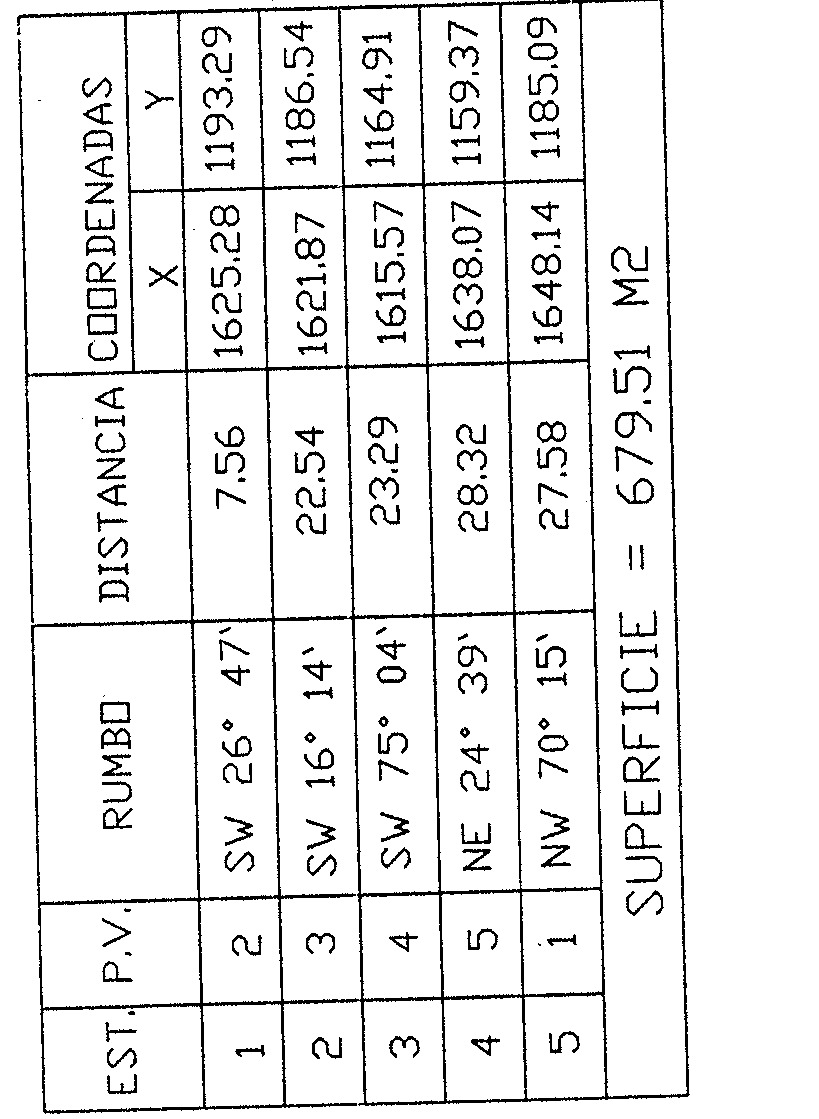 EST. P.V. RUMBO DISTANCIA COORDENADAS
X Y
1 2 SW 26° 47` 7.56 1625.28 1193.29
2 3 SW 16° 14` 22.54 1621.87 1186.54
3 4 SW 75° 04` 23.29 1615.57 1164.91
4 5 NE 24° 39` 28.32 1638.07 1159.37
5 1 NW 70° 15` 27.58 1648.14 1185.09
SUPERFICIE = 679.51 M2